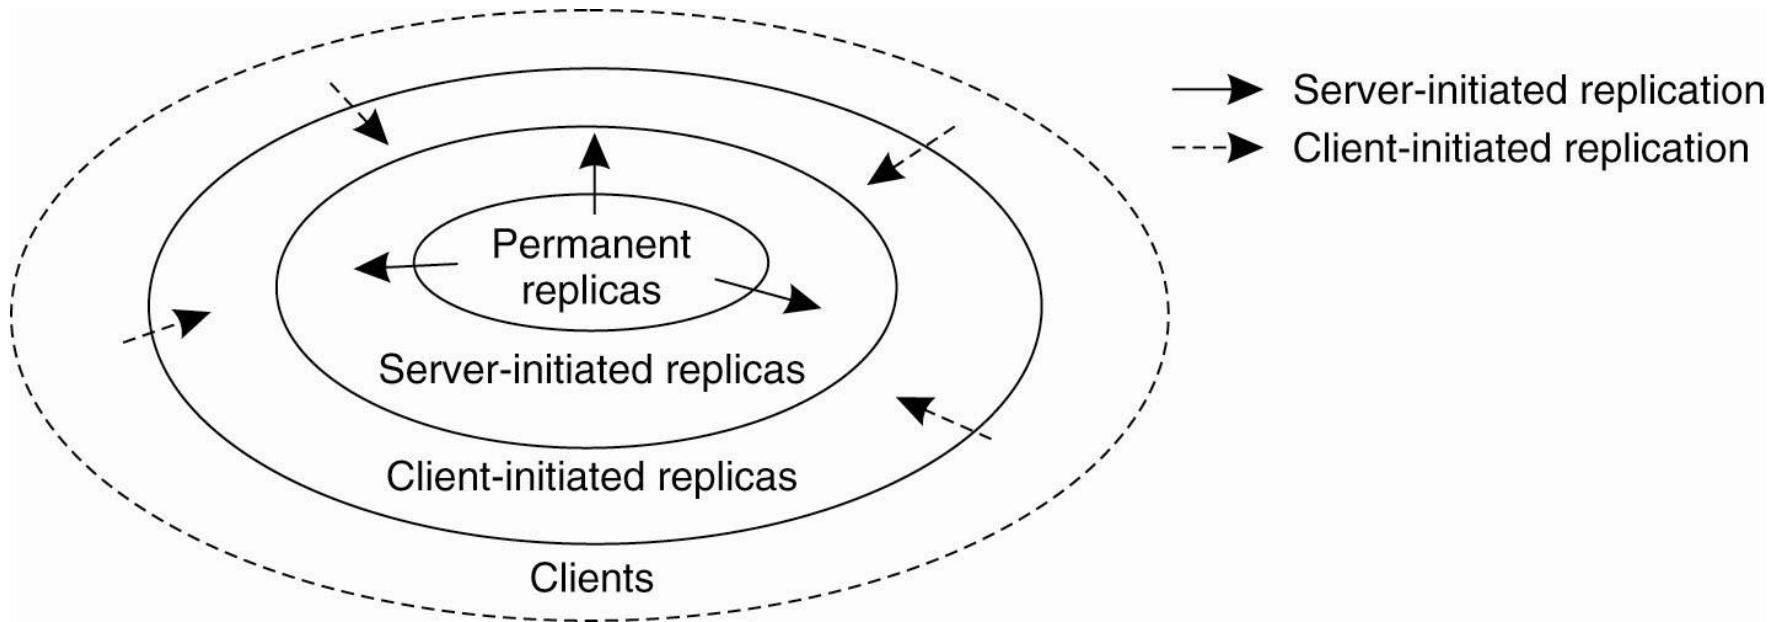 Server-initiated replication
Client-initiated replication
Permanent
replicas
Server-initiated replicas
Client-initiated replicas
Clients